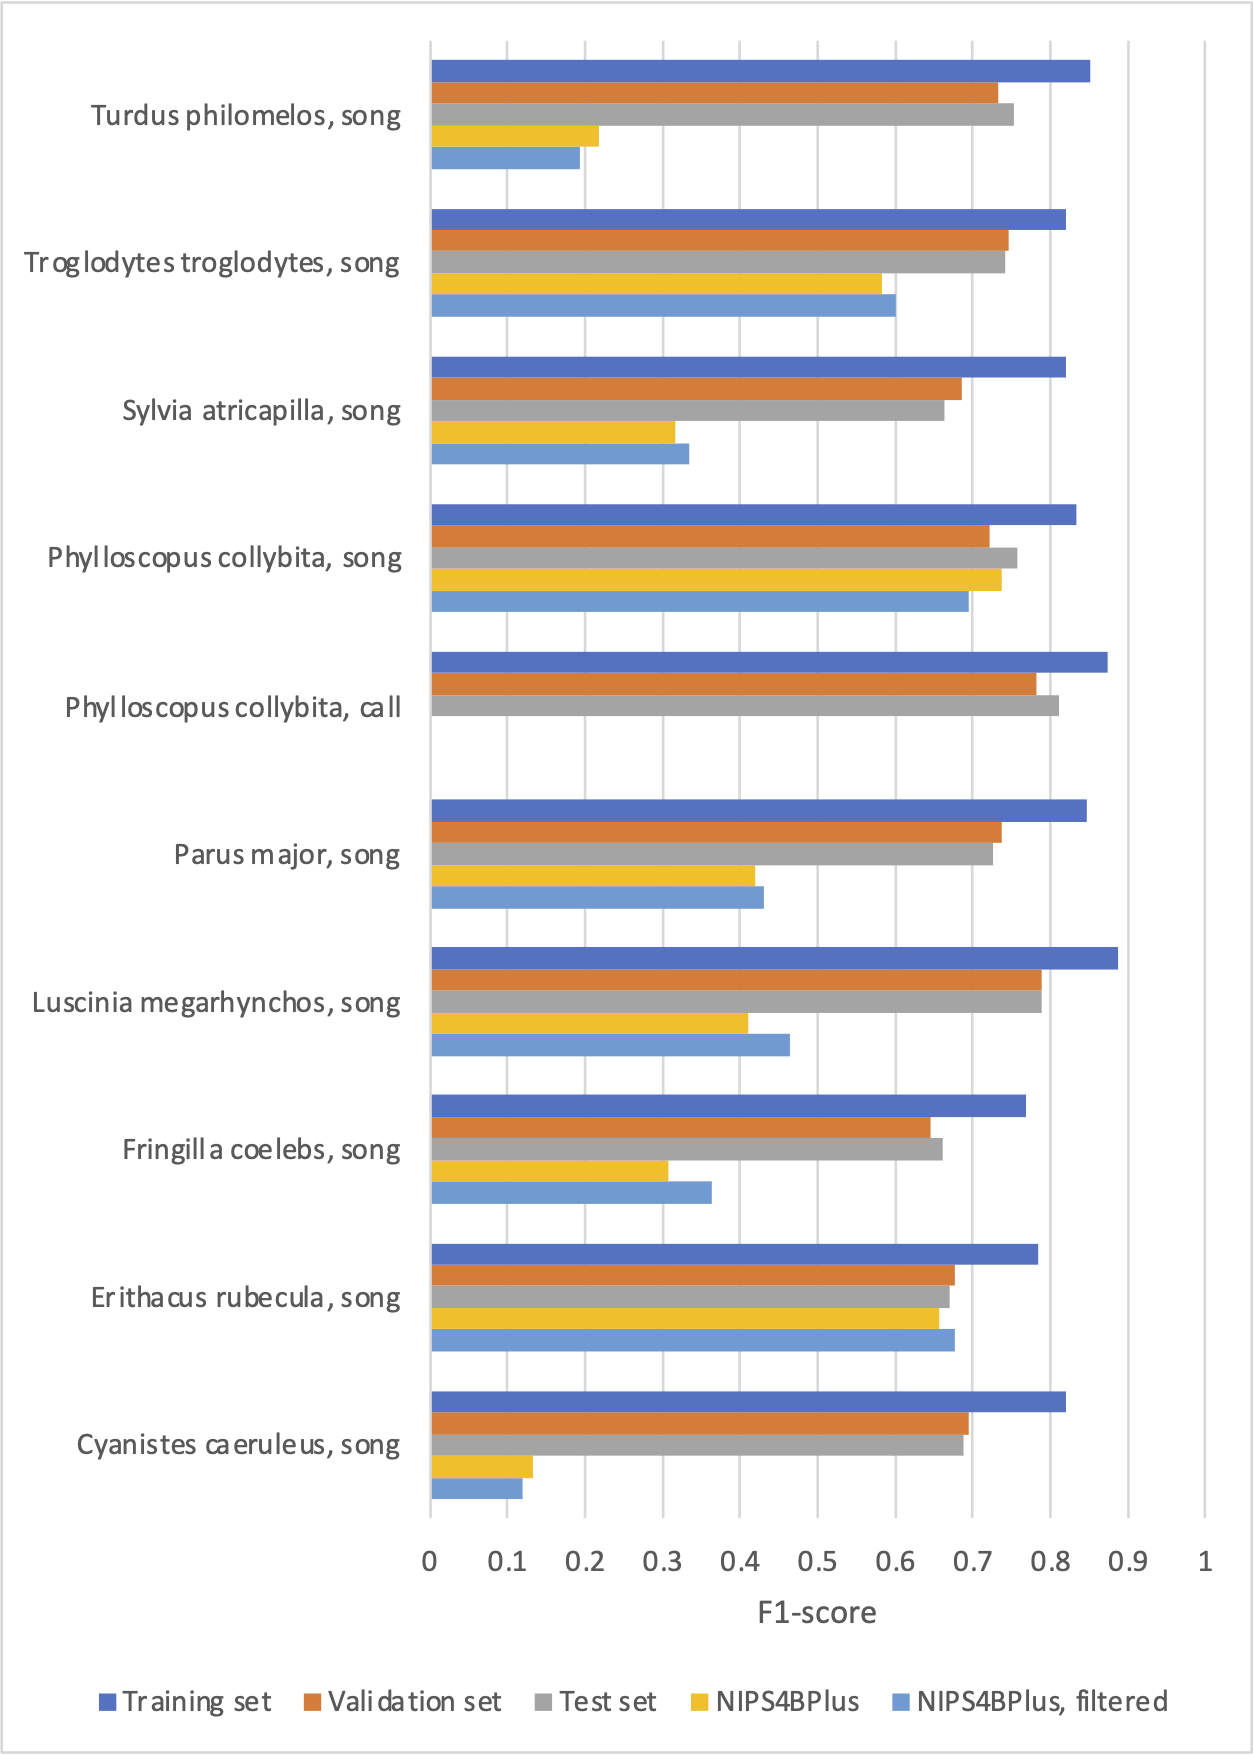 Turdus philomelos, song
Troglodytes troglodytes, song
Sylvia atricapilla, song
Phylloscopus collybita, song
Phylloscopus collybita, call
Parus major, song
Luscinia megarhynchos, song
Fringilla coelebs, song
Erithacus rubecula, song
Cyanistes caeruleus, song
0 0.1 0.2 0.3 0.4 0.5 0.6 0.7 0.8 0.9 1
F1-score
Training set Validation set Test set NIPS4BPlus NIPS4BPlus, filtered